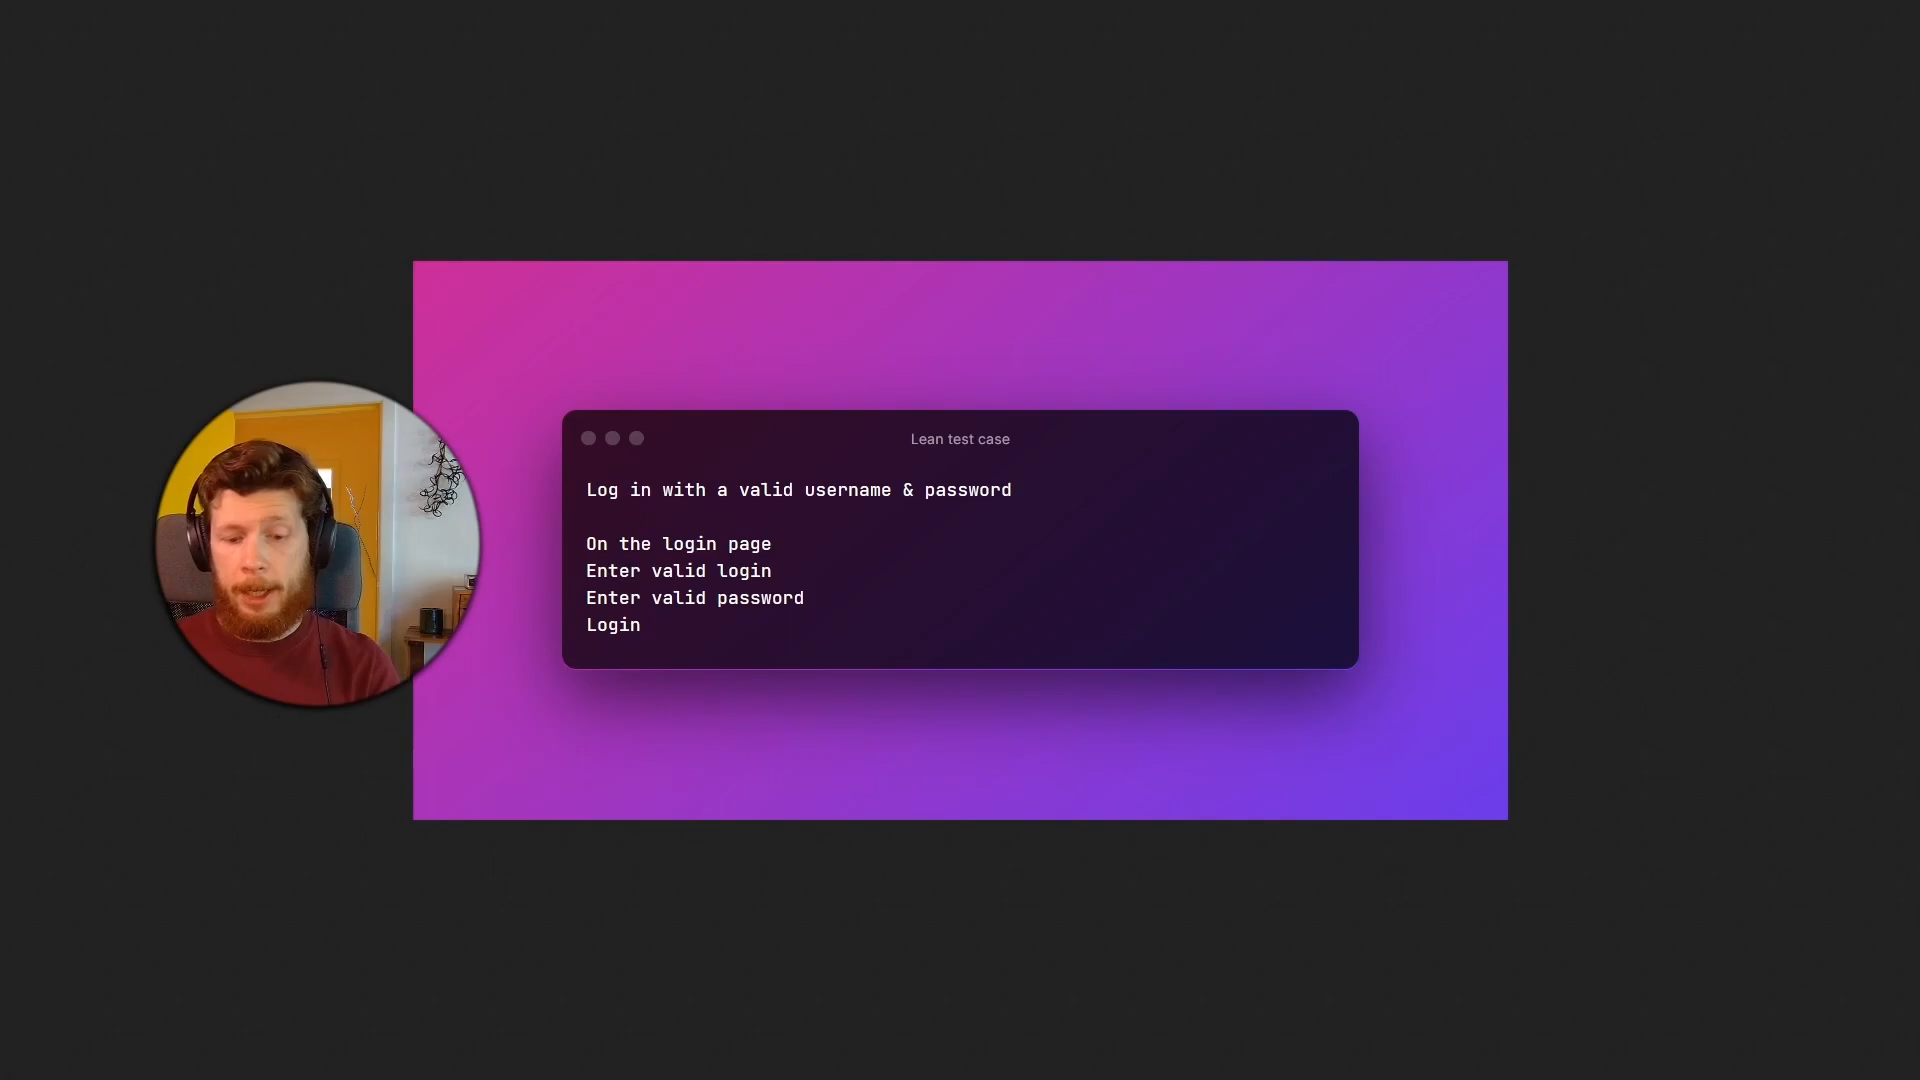 Lean test case
Log in with a valid username & password
On the login page
Enter valid login
Enter valid password
Login